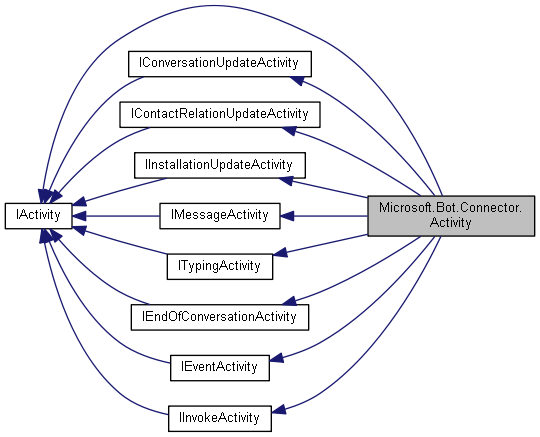 IConversationUpdateActivity
IContactRelationUpdateActivity
IInstallationUpdateActivity
IActivity
IMessageActivity
Microsoft.Bot.Connector.
Activity
ITypingActivity
IEndOfConversationActivity
IEventActivity
IInvokeActivity